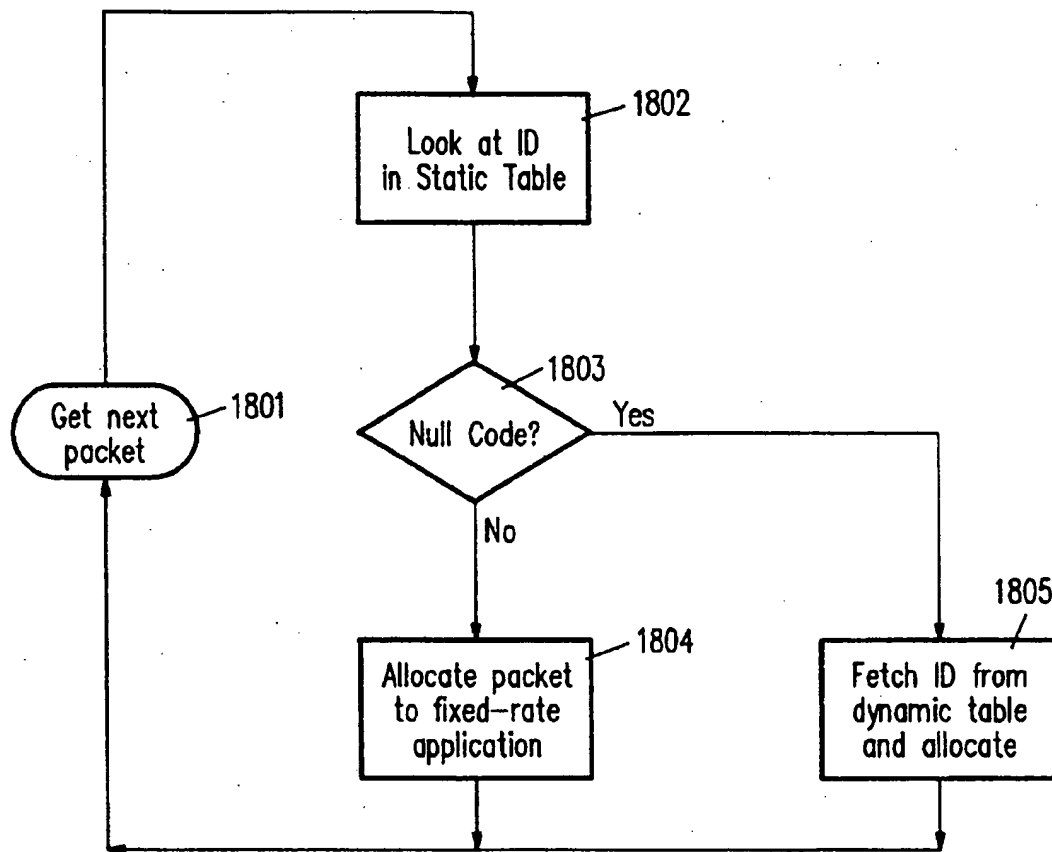 1802
Look at ID
in Static Table
1803
Null Code?
Yes
No
1801
Get next
packet
1804
Allocate packet
to fixed-rate
application
1805
Fetch ID from
dynamic table
and allocate